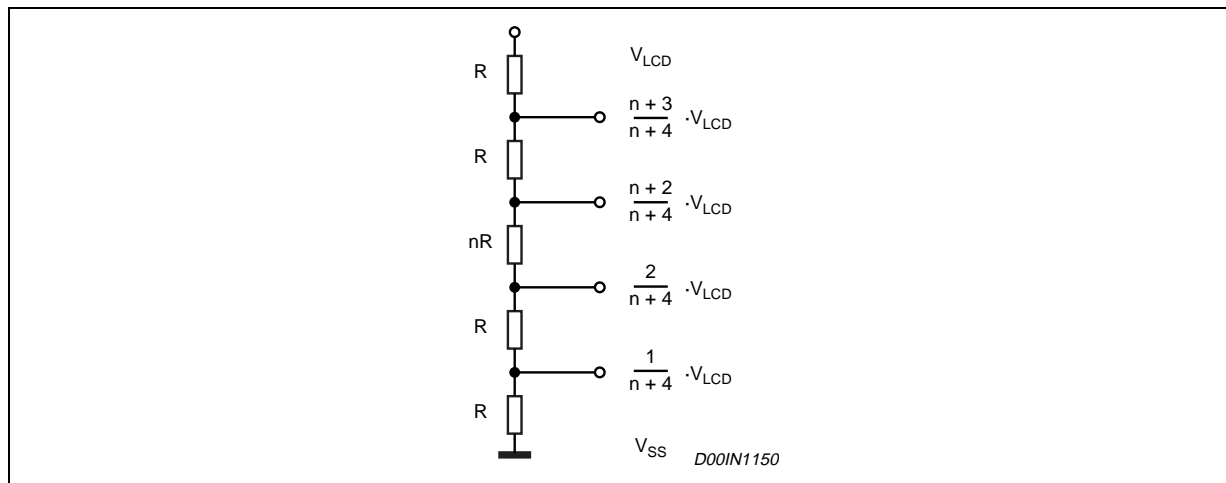 V_LCD
R
n + 3
n + 4 ·V_LCD
R
n + 2
n + 4 ·V_LCD
nR
2
n + 4 ·V_LCD
R
1
n + 4 ·V_LCD
R
V_SS
D00IN1150